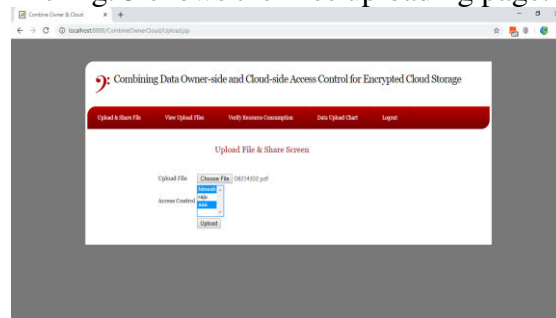 Combine Owner & Cloud
localhost:8888/CombineOwnerCloud/Upload.jsp
Combining Data Owner-side and Cloud-side Access Control for Encrypted Cloud Storage
Upload & Share File View Upload Files Verify Resource Consumption Data Upload Chart Logout
Upload File & Share Screen
Upload File Choose File 08234102.pdf
Access Control
Upload